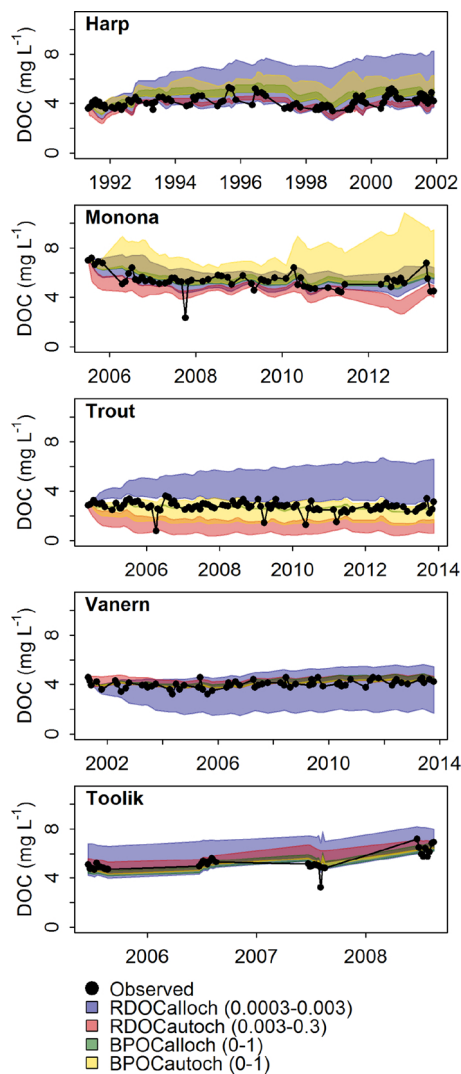 Harp
DOC (mg L⁻¹)
8
4
0
1992 1994 1996 1998 2000 2002
Monona
DOC (mg L⁻¹)
8
4
0
2006 2008 2010 2012
Trout
DOC (mg L⁻¹)
8
4
0
2006 2008 2010 2012 2014
Vanern
DOC (mg L⁻¹)
8
4
0
2002 2004 2006 2008 2010 2012 2014
Toolik
DOC (mg L⁻¹)
8
4
0
2006 2007 2008
Observed
RDOCalloch (0.0003-0.003)
RDOCautoch (0.003-0.3)
BPOCalloch (0-1)
BPOCautoch (0-1)